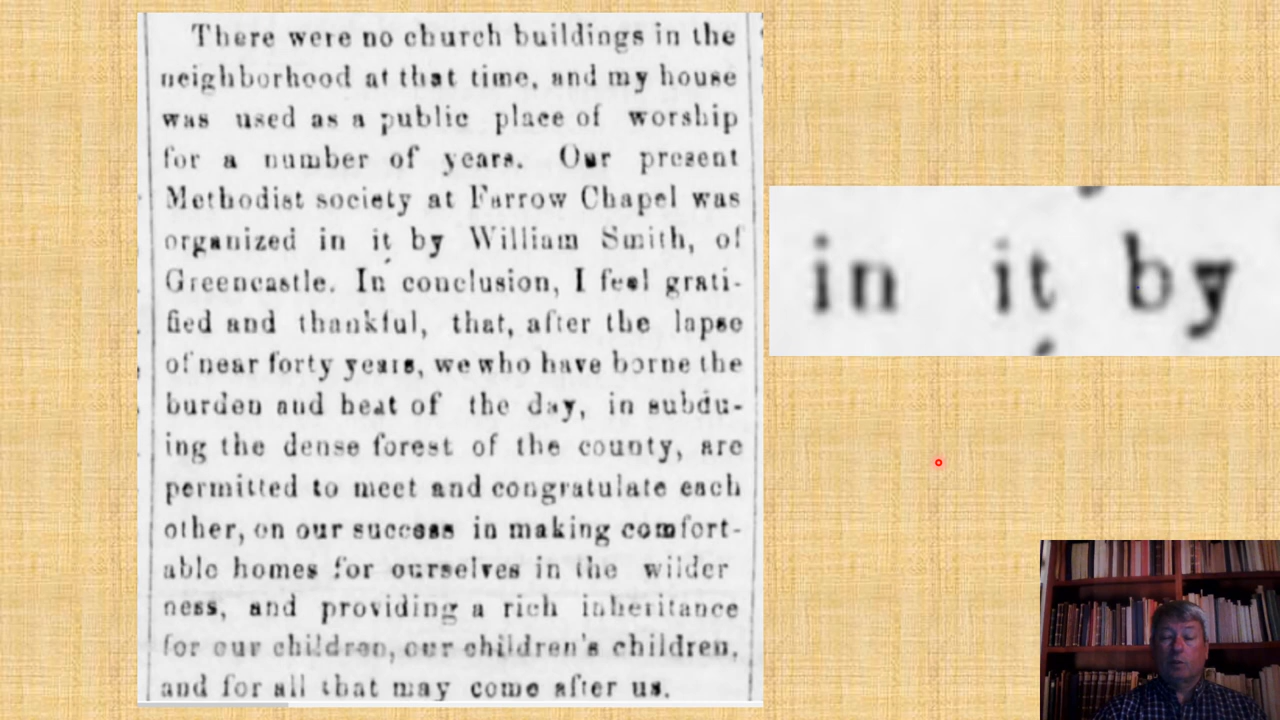 There were no church buildings in the
neighborhood at that time, and my house
was used as a public place of worship
for a number of years. Our present
Methodist society at Farrow Chapel was
organized in it by William Smith, of
Greencastle. In conclusion, I feel grati-
fied and thankful, that, after the lapse
of near forty years, we who have borne the
burden and heat of the day, in subdu-
ing the dense forest of the county, are
permitted to meet and congratulate each
other, on our success in making comfort-
able homes for ourselves in the wilder
ness, and providing a rich inheritance
for our children, our children's children,
and for all that may come after us.
in it by